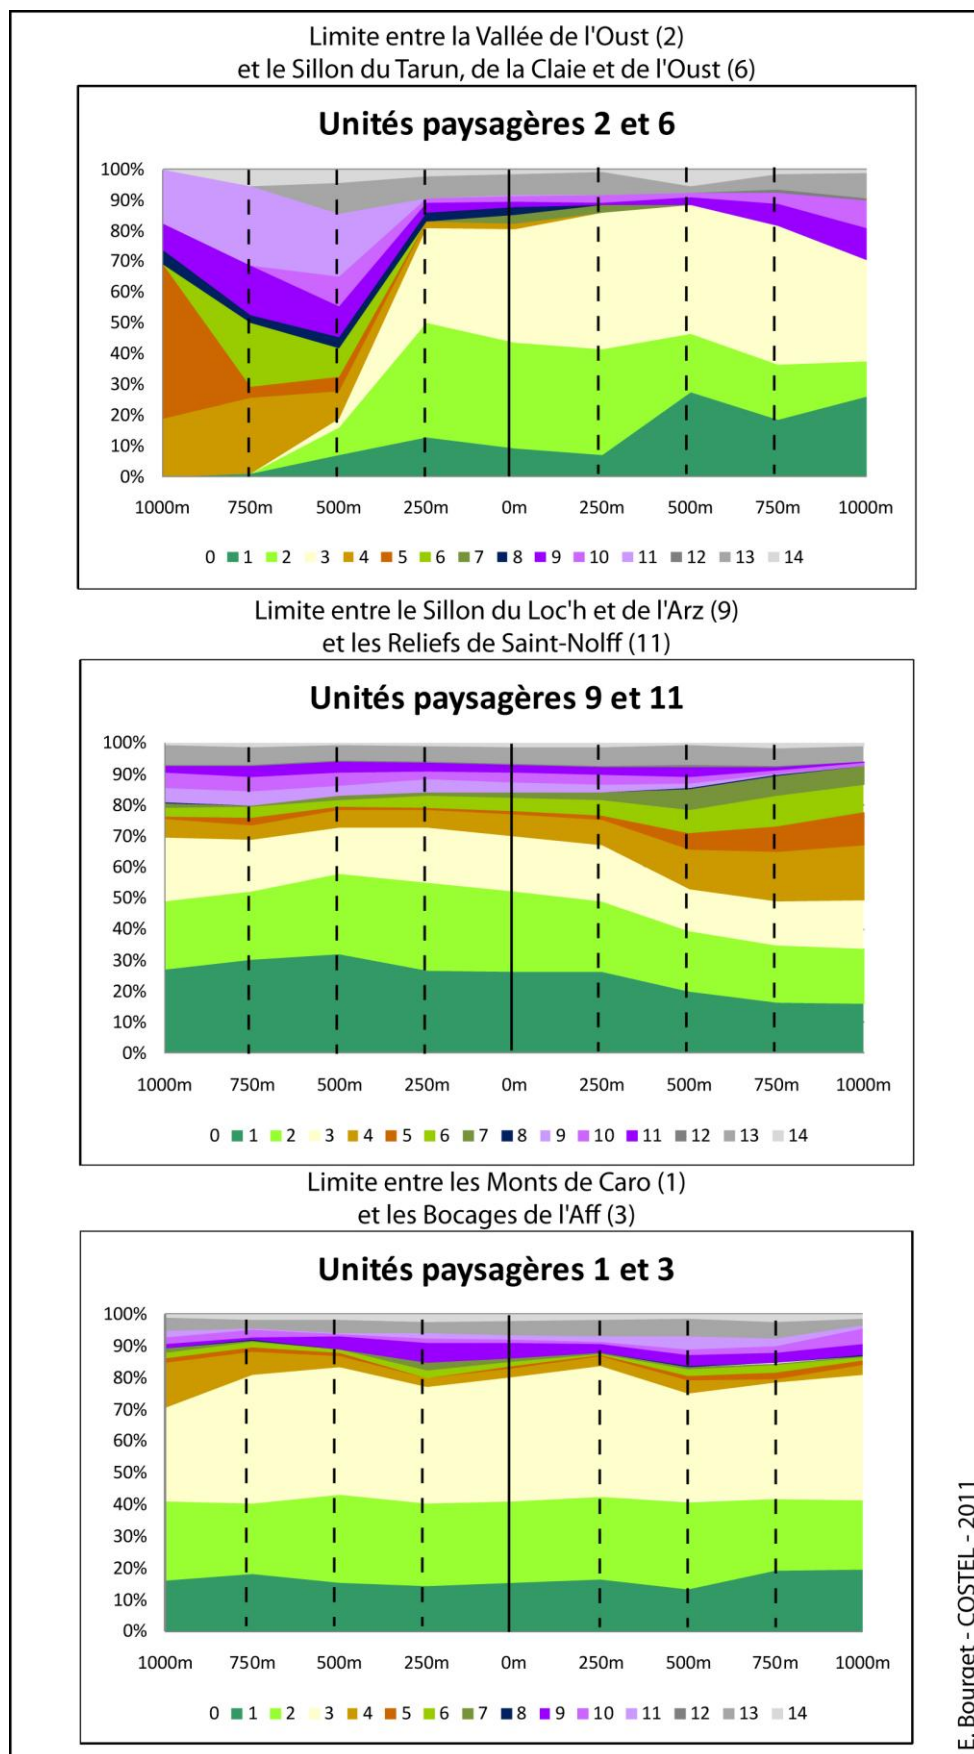 Limite entre la Vallée de l'Oust (2)
et le Sillon du Tarun, de la Claie et de l'Oust (6)
Unités paysagères 2 et 6
100%
90%
80%
70%
60%
50%
40%
30%
20%
10%
0%
1000m 750m 500m 250m 0m 250m 500m 750m 1000m
0 1 2 3 4 5 6 7 8 9 10 11 12 13 14
Limite entre le Sillon du Loc'h et de l'Arz (9)
et les Reliefs de Saint-Nolff (11)
Unités paysagères 9 et 11
100%
90%
80%
70%
60%
50%
40%
30%
20%
10%
0%
1000m 750m 500m 250m 0m 250m 500m 750m 1000m
0 1 2 3 4 5 6 7 8 9 10 11 12 13 14
Limite entre les Monts de Caro (1)
et les Bocages de l'Aff (3)
Unités paysagères 1 et 3
100%
90%
80%
70%
60%
50%
40%
30%
20%
10%
0%
1000m 750m 500m 250m 0m 250m 500m 750m 1000m
0 1 2 3 4 5 6 7 8 9 10 11 12 13 14
E. Bourget - COSTEL - 2011